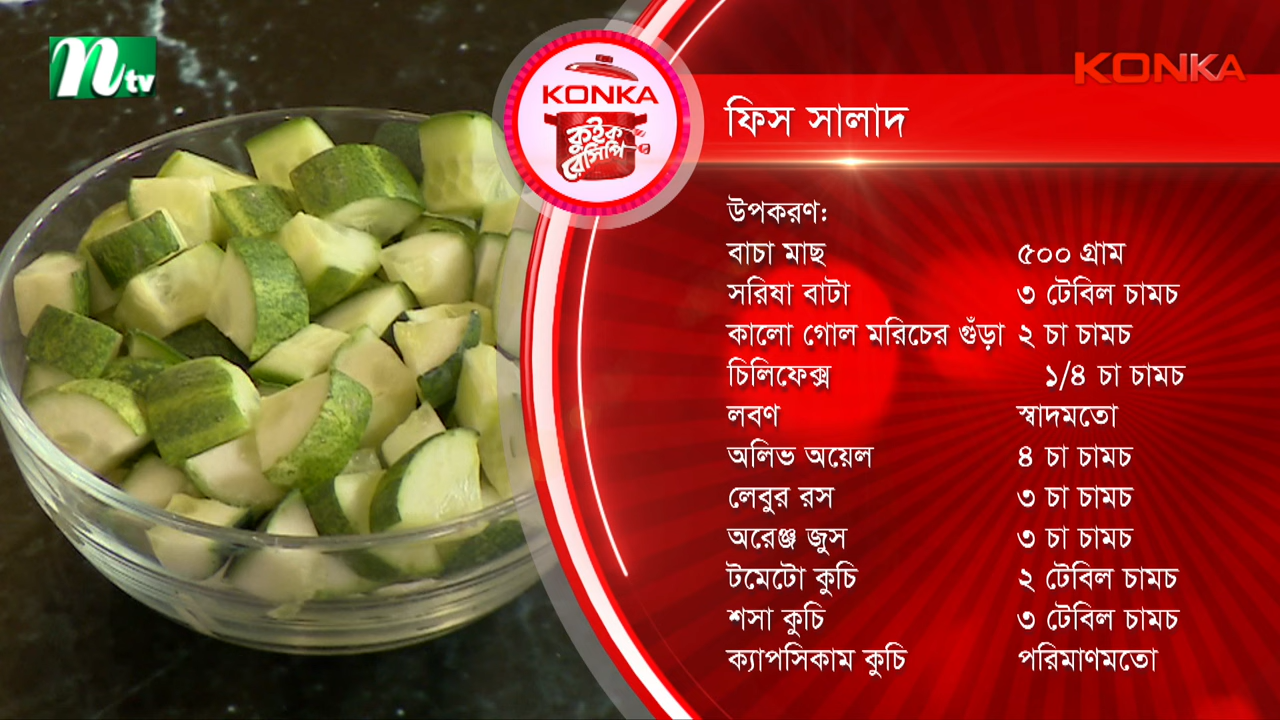 ntv
KONKA
KONKA
কুইক
রেসিপি
ফিস সালাদ
উপকরণ:
বাচা মাছ ৫০০ গ্রাম
সরিষা বাটা ৩ টেবিল চামচ
কালো গোল মরিচের গুঁড়া ২ চা চামচ
চিলিফেক্স ১/৪ চা চামচ
লবণ স্বাদমতো
অলিভ অয়েল ৪ চা চামচ
লেবুর রস ৩ চা চামচ
অরেঞ্জ জুস ৩ চা চামচ
টমেটো কুচি ২ টেবিল চামচ
শসা কুচি ৩ টেবিল চামচ
ক্যাপসিকাম কুচি পরিমাণমতো